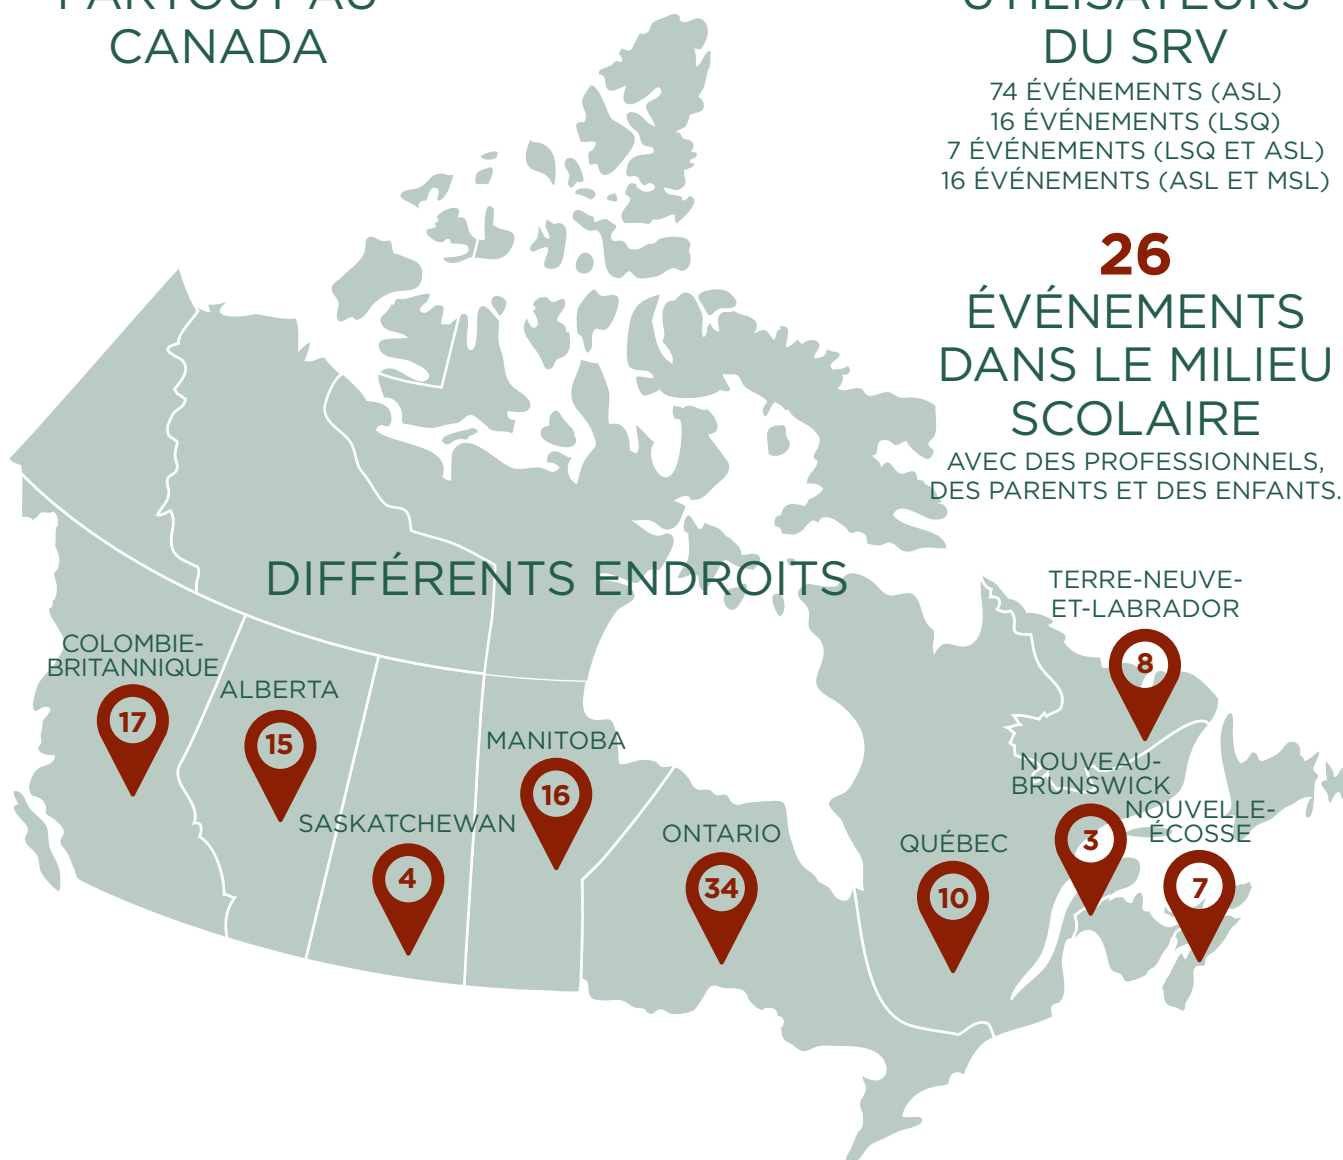 PARTOUT AU
CANADA
UTILISATEURS
DU SRV
74 ÉVÉNEMENTS (ASL)
16 ÉVÉNEMENTS (LSQ)
7 ÉVÉNEMENTS (LSQ ET ASL)
16 ÉVÉNEMENTS (ASL ET MSL)
26
ÉVÉNEMENTS
DANS LE MILIEU
SCOLAIRE
AVEC DES PROFESSIONNELS,
DES PARENTS ET DES ENFANTS.
DIFFÉRENTS ENDROITS
COLOMBIE-
BRITANNIQUE
17
ALBERTA
15
SASKATCHEWAN
4
MANITOBA
16
ONTARIO
34
QUÉBEC
10
TERRE-NEUVE-
ET-LABRADOR
8
NOUVEAU-
BRUNSWICK
3
NOUVELLE-
ÉCOSSE
7